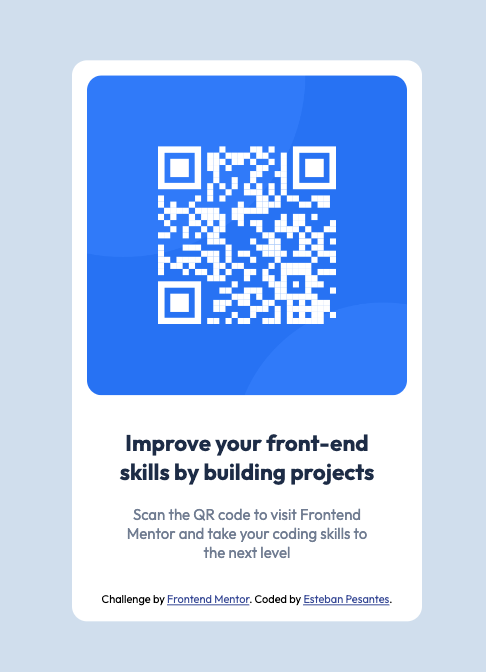 Improve your front-end
skills by building projects
Scan the QR code to visit Frontend
Mentor and take your coding skills to
the next level
Challenge by Frontend Mentor. Coded by Esteban Pesantes.